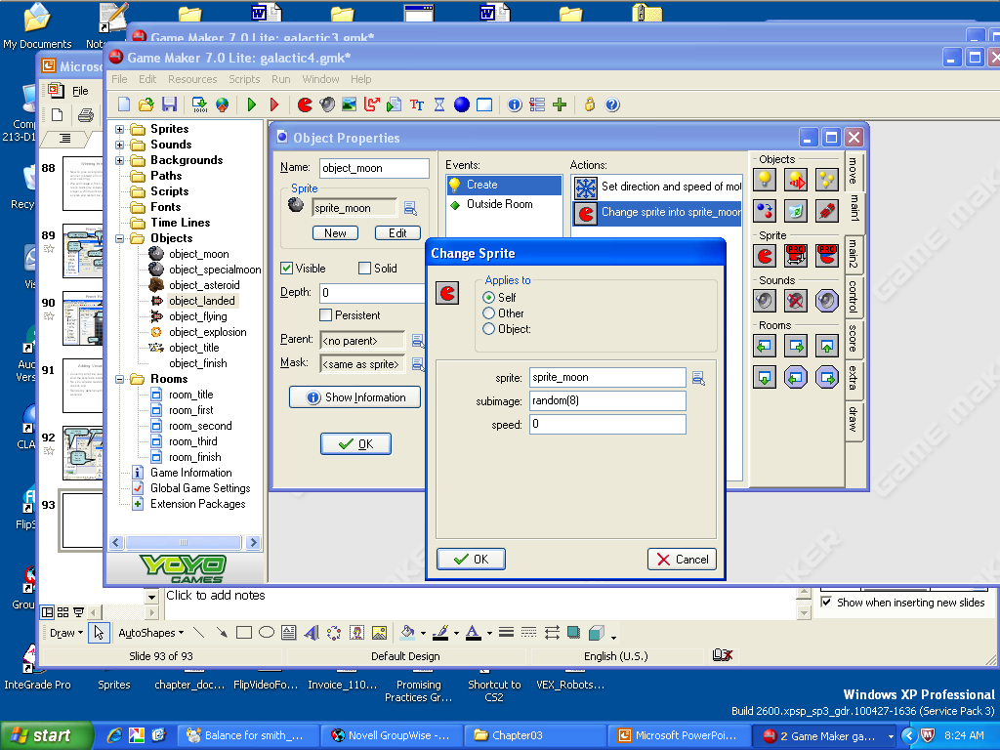 My Documents
Game Maker 7.0 Lite: galactic3.gmk*
Game Maker 7.0 Lite: galactic4.gmk*
File Edit Resources Scripts Run Window Help
File
Sprites
Sounds
Backgrounds
Paths
Scripts
Fonts
Time Lines
Objects
object_moon
object_specialmoon
object_asteroid
object_landed
object_flying
object_explosion
object_title
object_finish
Rooms
room_title
room_first
room_second
room_third
room_finish
Game Information
Global Game Settings
Extension Packages
YOYO
GAMES
88
89
90
91
92
93
Object Properties
Name: object_moon
Sprite
sprite_moon
New Edit
Visible Solid
Depth: 0
Persistent
Parent: <no parent>
Mask: <same as sprite>
Show Information
OK
Events:
Create
Outside Room
Actions:
Set direction and speed of mot
Change sprite into sprite_moon
Objects
Sprite
Sounds
Rooms
move
main1
main2
control
score
extra
draw
Change Sprite
Applies to
Self
Other
Object:
sprite: sprite_moon
subimage: random(8)
speed: 0
OK Cancel
Click to add notes
Show when inserting new slides
Draw AutoShapes
Slide 93 of 93 Default Design English (U.S.)
InteGrade Pro Sprites chapter_doc... FlipVideoFo... Invoice_110... Promising Practices Gr... Shortcut to CS2 VEX_Robots...
Windows XP Professional
Build 2600.xpsp_sp3_gdr.100427-1636 (Service Pack 3)
start Balance for smith_... Novell GroupWise - ... Chapter03 Microsoft PowerPoi... 2 Game Maker ga... 8:24 AM